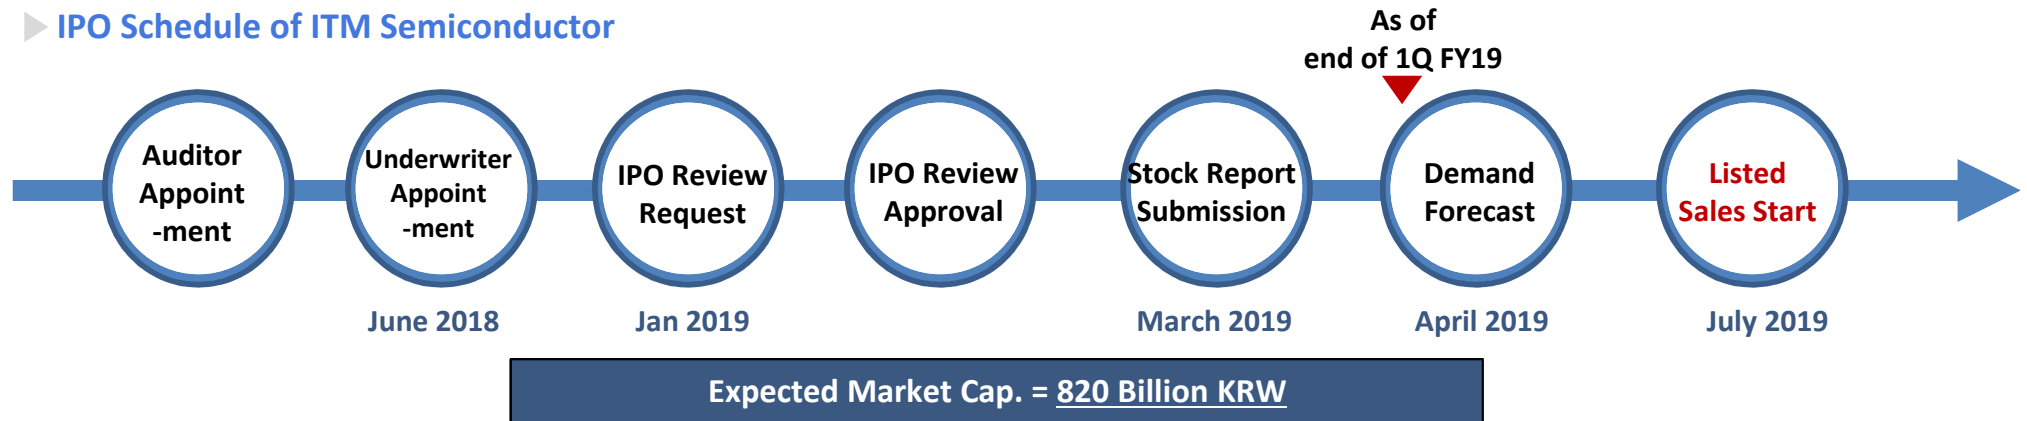 IPO Schedule of ITM Semiconductor
As of
end of 1Q FY19
Auditor
Appoint
-ment
Underwriter
Appoint
-ment
IPO Review
Request
IPO Review
Approval
Stock Report
Submission
Demand
Forecast
Listed
Sales Start
June 2018
Jan 2019
March 2019
April 2019
July 2019
Expected Market Cap. = 820 Billion KRW